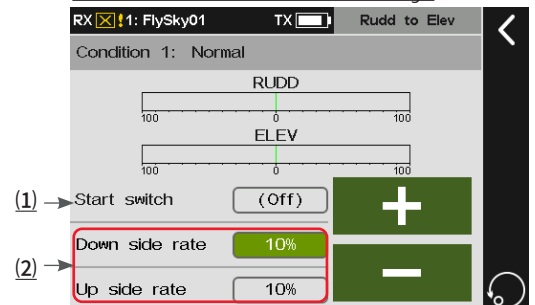 RX !1: FlySky01 TX Rudd to Elev
Condition 1: Normal
RUDD
100 0 100
ELEV
100 0 100
(1) Start switch (Off)
(2) Down side rate 10%
Up side rate 10%